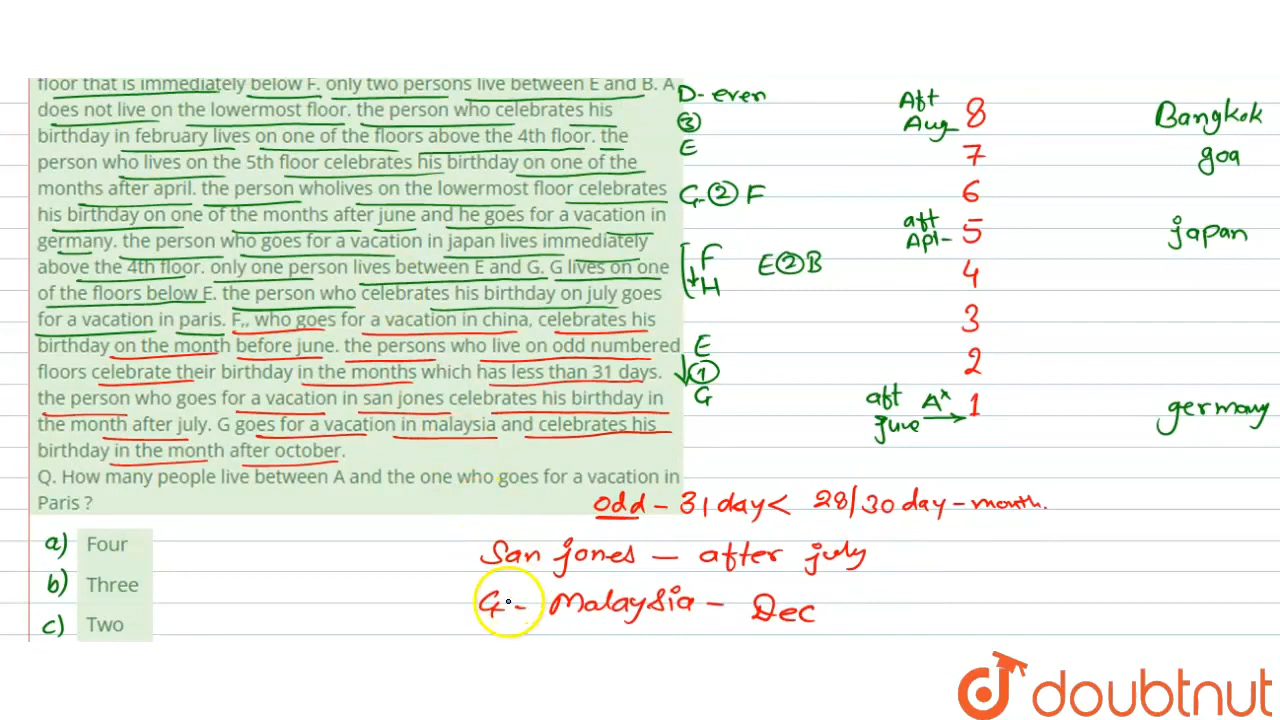 floor that is immediately below F. only two persons live between E and B. A
does not live on the lowermost floor. the person who celebrates his
birthday in february lives on one of the floors above the 4th floor. the
person who lives on the 5th floor celebrates his birthday on one of the
months after april. the person wholives on the lowermost floor celebrates
his birthday on one of the months after june and he goes for a vacation in
germany. the person who goes for a vacation in japan lives immediately
above the 4th floor. only one person lives between E and G. G lives on one
of the floors below E. the person who celebrates his birthday on july goes
for a vacation in paris. F,, who goes for a vacation in china, celebrates his
birthday on the month before june. the persons who live on odd numbered
floors celebrate their birthday in the months which has less than 31 days.
the person who goes for a vacation in san jones celebrates his birthday in
the month after july. G goes for a vacation in malaysia and celebrates his
birthday in the month after october.
Q. How many people live between A and the one who goes for a vacation in
Paris ?
a) Four
b) Three
c) Two
D- even
3
E
G-2 F
F
H
E2B
E
1
G
Aft Aug 8 Bangkok
7 goa
6
aft Apl- 5 japan
4
3
2
aft june A× 1 germany
odd - 31 day < 28/30 day - month.
San jones - after july
G- Malaysia - Dec
doubtnut